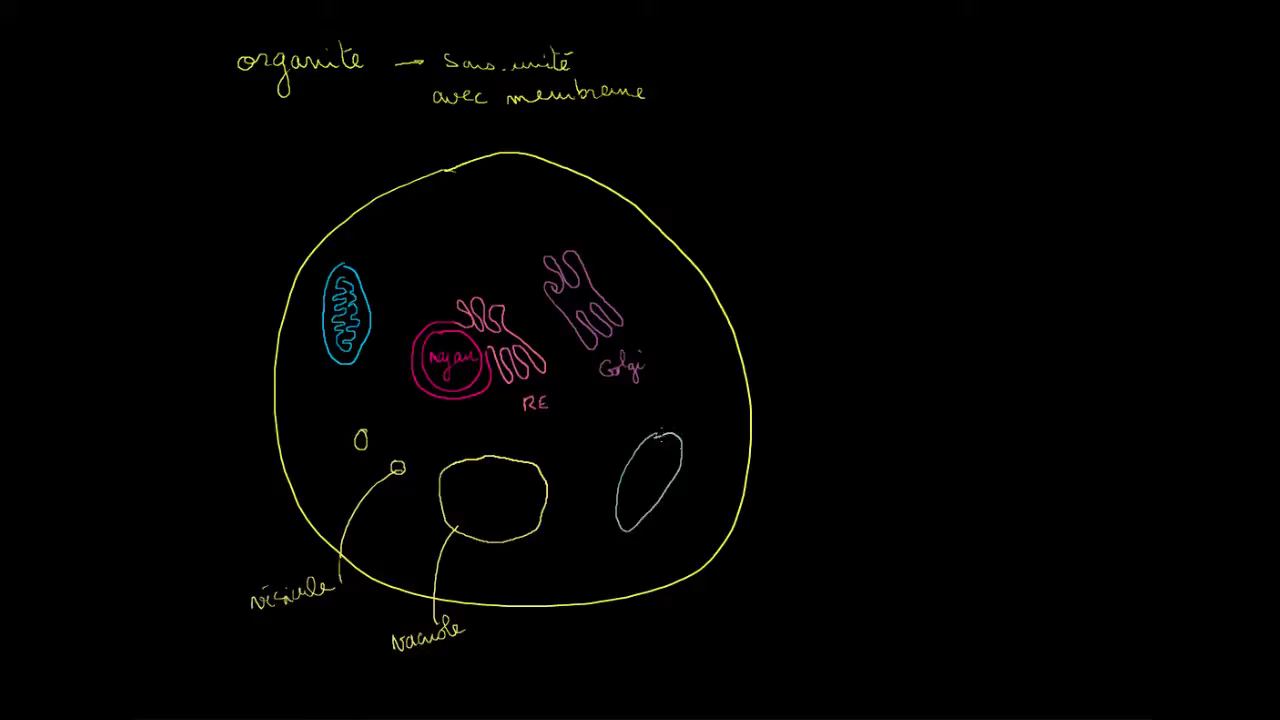 organite → sous-unité
avec membrane
noyau
Golgi
RE
vésicule
vacuole